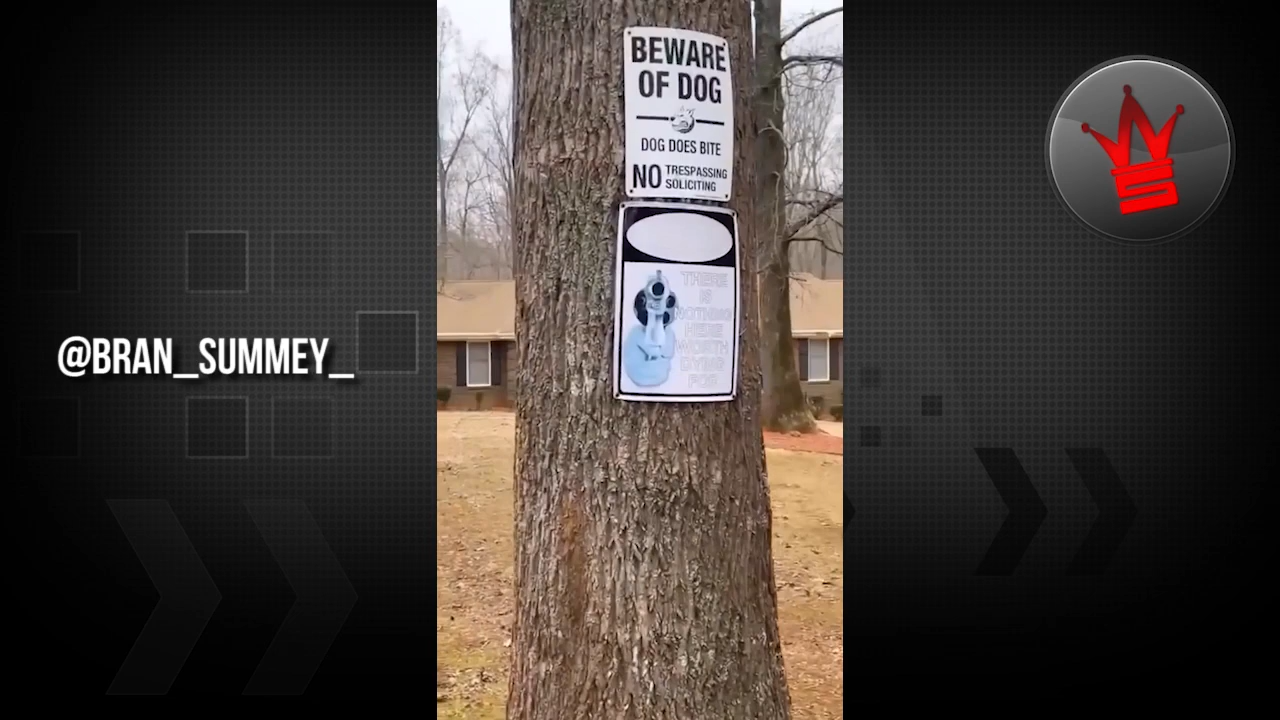 BEWARE
OF DOG
DOG DOES BITE
NO TRESPASSING
SOLICITING
THERE
IS
NOTHING
HERE
WORTH
DYING
FOR
@BRAN_SUMMEY_